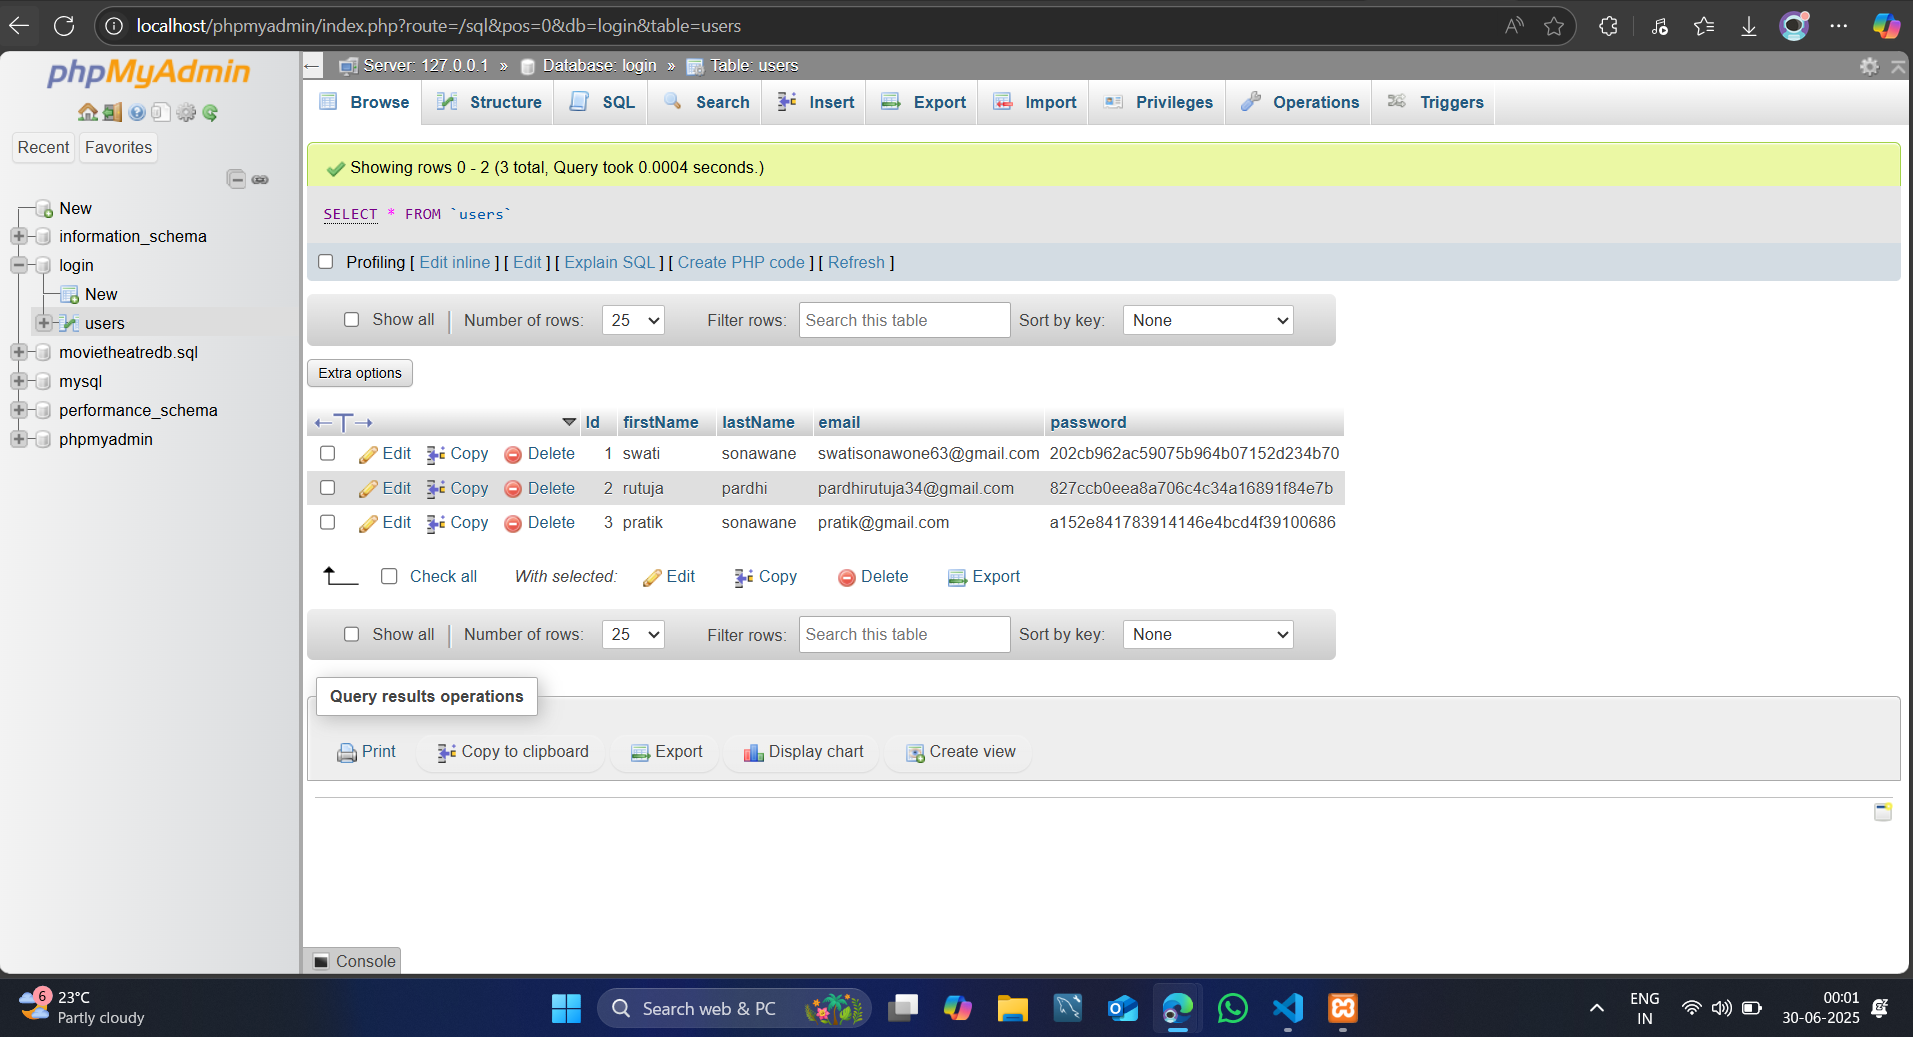 localhost/phpmyadmin/index.php?route=/sql&pos=0&db=login&table=users
phpMyAdmin
Recent Favorites
New
information_schema
login
New
users
movietheatredb.sql
mysql
performance_schema
phpmyadmin
Server: 127.0.0.1 » Database: login » Table: users
Browse Structure SQL Search Insert Export Import Privileges Operations Triggers
Showing rows 0 - 2 (3 total, Query took 0.0004 seconds.)
SELECT * FROM `users`
Profiling [ Edit inline ] [ Edit ] [ Explain SQL ] [ Create PHP code ] [ Refresh ]
Show all Number of rows: 25 Filter rows: Search this table Sort by key: None
Extra options
Id firstName lastName email password
Edit Copy Delete 1 swati sonawane swatisonawone63@gmail.com 202cb962ac59075b964b07152d234b70
Edit Copy Delete 2 rutuja pardhi pardhirutuja34@gmail.com 827ccb0eea8a706c4c34a16891f84e7b
Edit Copy Delete 3 pratik sonawane pratik@gmail.com a152e841783914146e4bcd4f39100686
Check all With selected: Edit Copy Delete Export
Show all Number of rows: 25 Filter rows: Search this table Sort by key: None
Query results operations
Print Copy to clipboard Export Display chart Create view
Console
6 23°C
Partly cloudy
Search web & PC
ENG
IN
00:01
30-06-2025